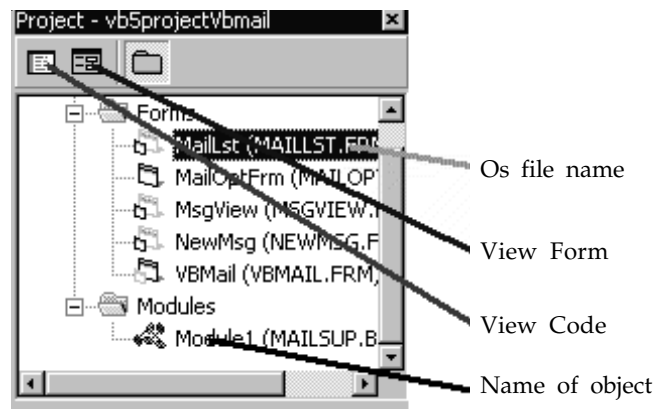 Project - vb5projectVbmail
Forms
MailLst (MAILLST.FRM
MailOptFrm (MAILOP
MsgView (MSGVIEW.F
NewMsg (NEWMSG.F
VBMail (VBMAIL.FRM,
Modules
Module1 (MAILSUP.B
Os file name
View Form
View Code
Name of object